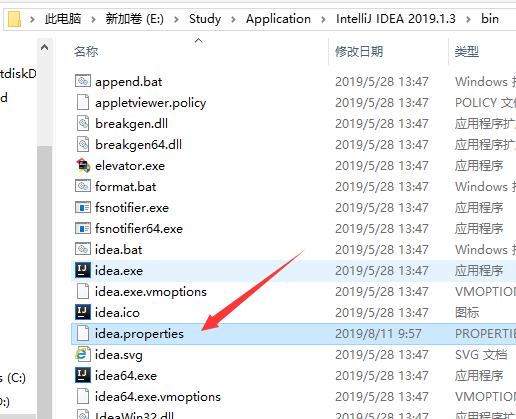 此电脑 › 新加卷 (E:) › Study › Application › IntelliJ IDEA 2019.1.3 › bin
名称 修改日期 类型
append.bat 2019/5/28 13:47 Windows
appletviewer.policy 2019/5/28 13:47 POLICY 文件
breakgen.dll 2019/5/28 13:47 应用程序扩
breakgen64.dll 2019/5/28 13:47 应用程序扩
elevator.exe 2019/5/28 13:47 应用程序
format.bat 2019/5/28 13:47 Windows
fsnotifier.exe 2019/5/28 13:47 应用程序
fsnotifier64.exe 2019/5/28 13:47 应用程序
idea.bat 2019/5/28 13:47 Windows
idea.exe 2019/5/28 13:47 应用程序
idea.exe.vmoptions 2019/5/28 13:47 VMOPTION
idea.ico 2019/5/28 13:47 图标
idea.properties 2019/8/11 9:57 PROPERTIE
idea.svg 2019/5/28 13:47 SVG 文档
idea64.exe 2019/5/28 13:47 应用程序
idea64.exe.vmoptions 2019/5/28 13:47 VMOPTION
IdeaWin32.dll 2019/5/28 13:47 应用程序扩
tdiskD
d
s (C:)
D:)